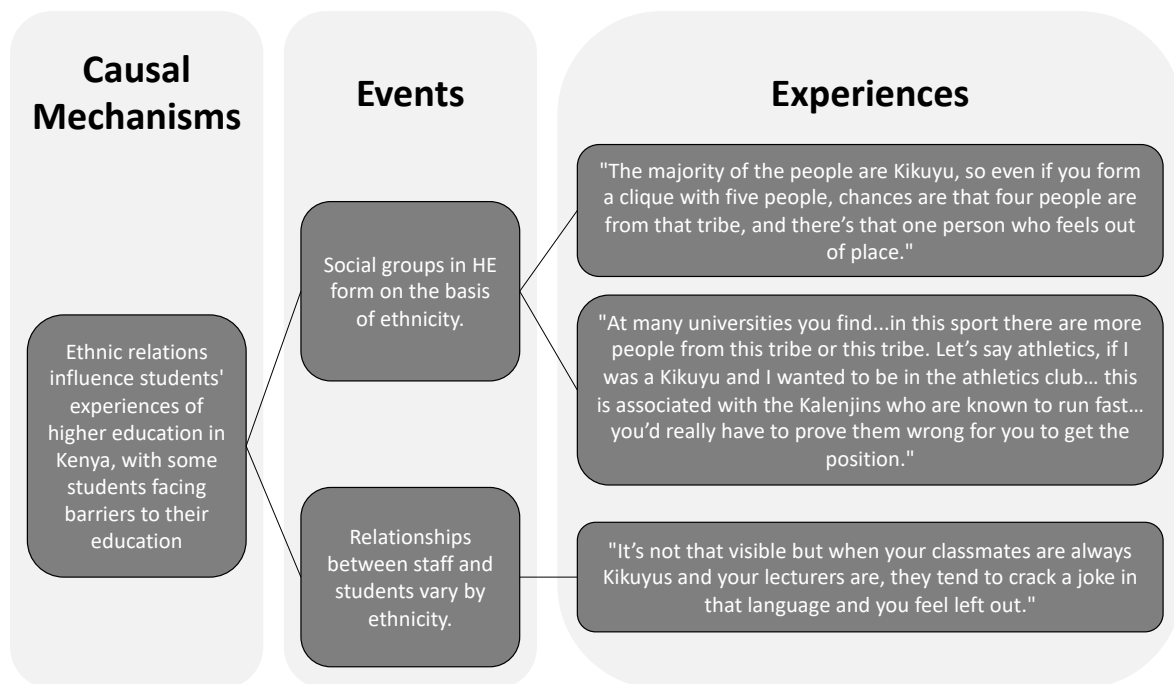 Causal
Mechanisms
Events
Experiences
Ethnic relations
influence students'
experiences of
higher education in
Kenya, with some
students facing
barriers to their
education
Social groups in HE
form on the basis
of ethnicity.
Relationships
between staff and
students vary by
ethnicity.
"The majority of the people are Kikuyu, so even if you form
a clique with five people, chances are that four people are
from that tribe, and there’s that one person who feels out
of place."
"At many universities you find...in this sport there are more
people from this tribe or this tribe. Let’s say athletics, if I
was a Kikuyu and I wanted to be in the athletics club... this
is associated with the Kalenjins who are known to run fast...
you’d really have to prove them wrong for you to get the
position."
"It’s not that visible but when your classmates are always
Kikuyus and your lecturers are, they tend to crack a joke in
that language and you feel left out."